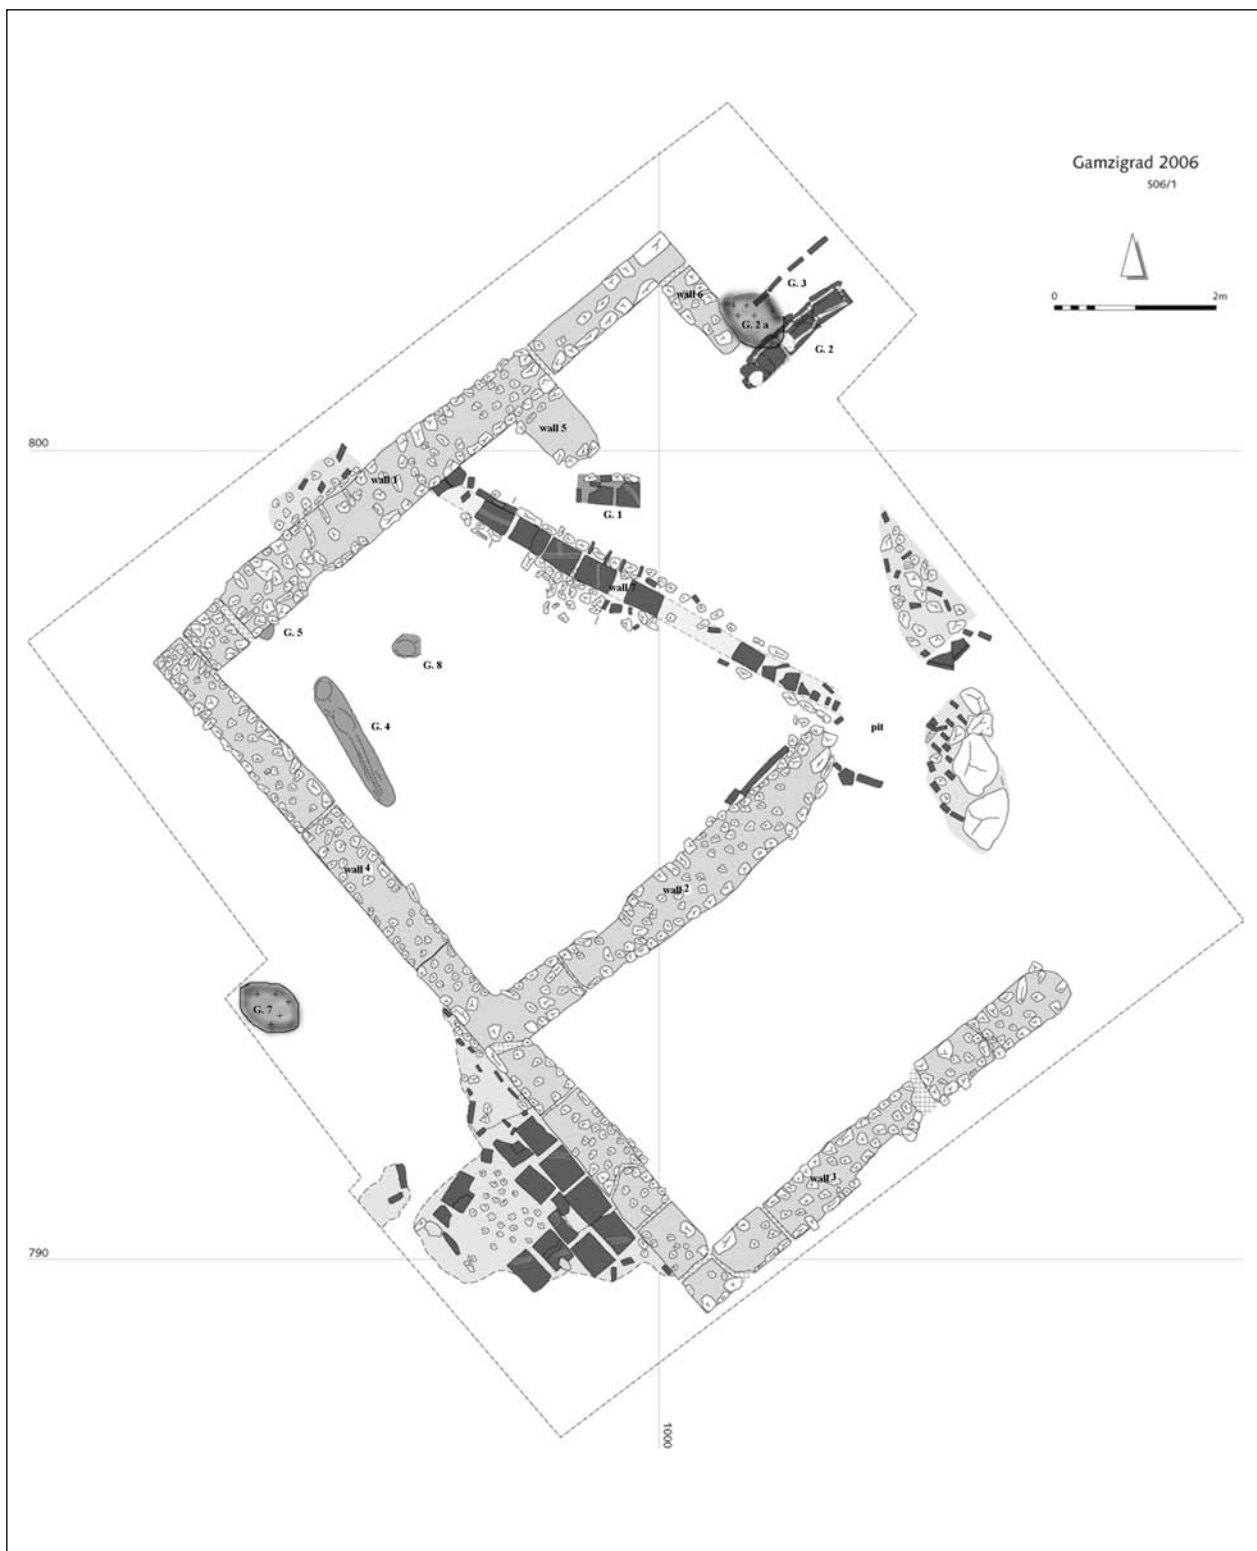 Gamzigrad 2006
S06/1
0 2m
wall 6
G. 3
G. 2 a
G. 2
wall 5
800
wall 1
G. 1
wall 7
G. 5
G. 8
G. 4
pit
wall 4
wall 2
G. 7
wall 3
790
1000